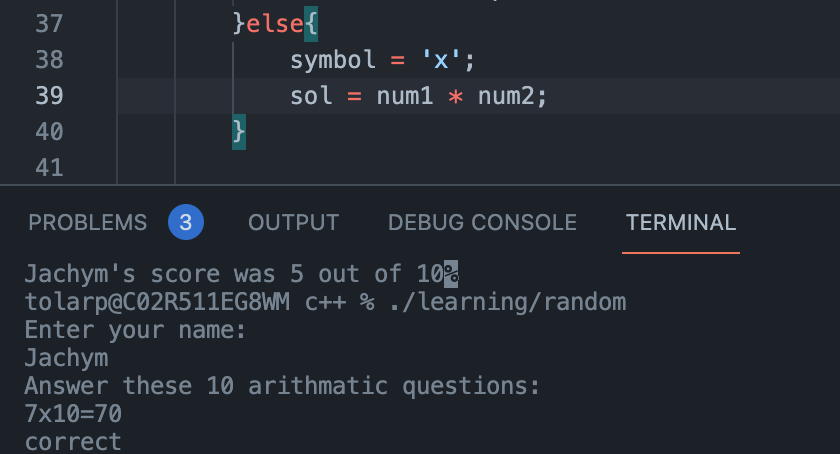 37 }else{
38 symbol = 'x';
39 sol = num1 * num2;
40 }
41
PROBLEMS 3 OUTPUT DEBUG CONSOLE TERMINAL
Jachym's score was 5 out of 10%
tolarp@C02R511EG8WM c++ % ./learning/random
Enter your name:
Jachym
Answer these 10 arithmatic questions:
7x10=70
correct